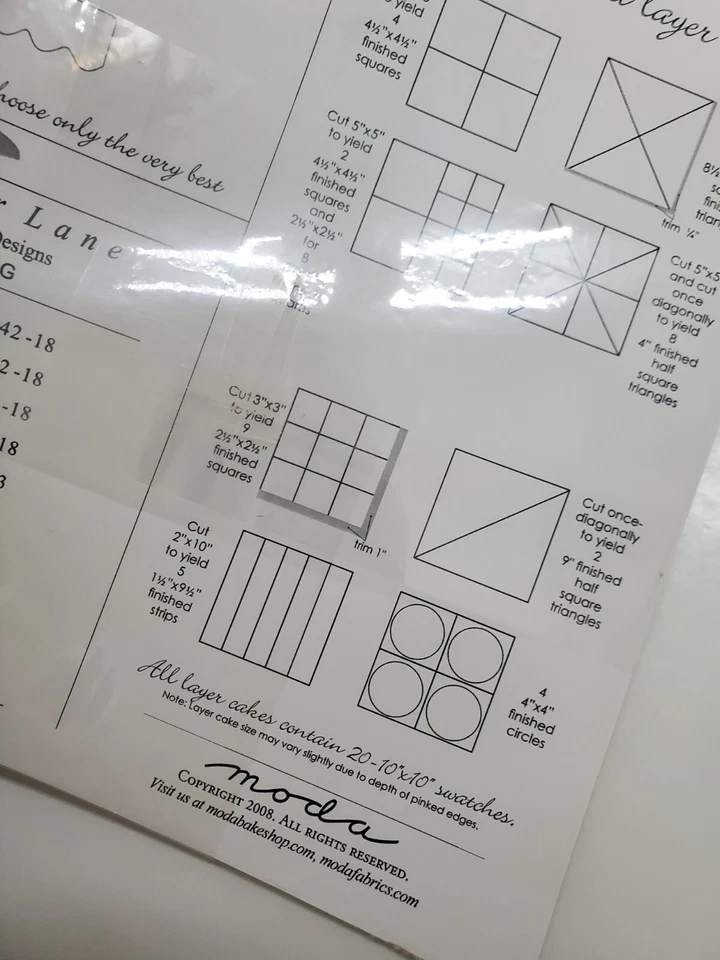 layer
to yield
4
4½"x4½"
finished
squares
Cut 5"x5"
to yield
2
4½"x4½"
finished
squares
and
2½"x2½"
for
8
trim ¼"
Cut 5"x5"
and cut
once
diagonally
to yield
8
4" finished
half
square
triangles
Cut 3"x3"
to yield
9
2½"x2½"
finished
squares
trim 1"
Cut once-
diagonally
to yield
2
9" finished
half
square
triangles
Cut
2"x10"
to yield
5
1½"x9½"
finished
strips
4
4"x4"
finished
circles
All layer cakes contain 20-10"x10" swatches.
Note: Layer cake size may vary slightly due to depth of pinked edges.
moda
Copyright 2008. All rights reserved.
Visit us at modabakeshop.com, modafabrics.com
choose only the very best
r Lane
Designs
G
42-18
2-18
-18
18
3